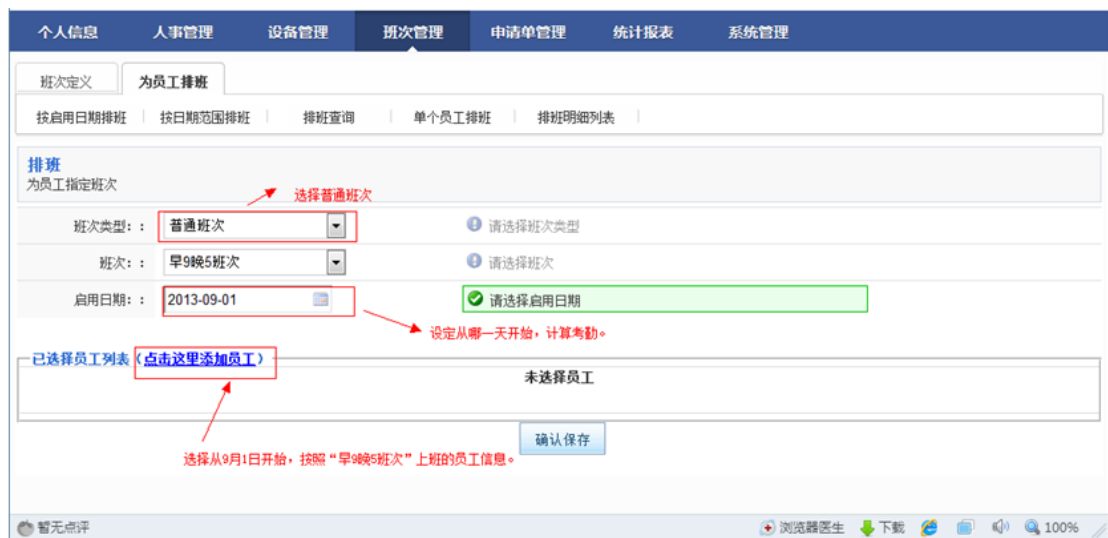 个人信息 人事管理 设备管理 班次管理 申请单管理 统计报表 系统管理
班次定义 为员工排班
按启用日期排班 按日期范围排班 排班查询 单个员工排班 排班明细列表
排班
为员工指定班次
选择普通班次
班次类型:: 普通班次 请选择班次类型
班次:: 早9晚5班次 请选择班次
启用日期:: 2013-09-01 请选择启用日期
设定从哪一天开始，计算考勤。
已选择员工列表（点击这里添加员工）
未选择员工
确认保存
选择从9月1日开始，按照“早9晚5班次”上班的员工信息。
暂无点评 浏览器医生 下载 100%